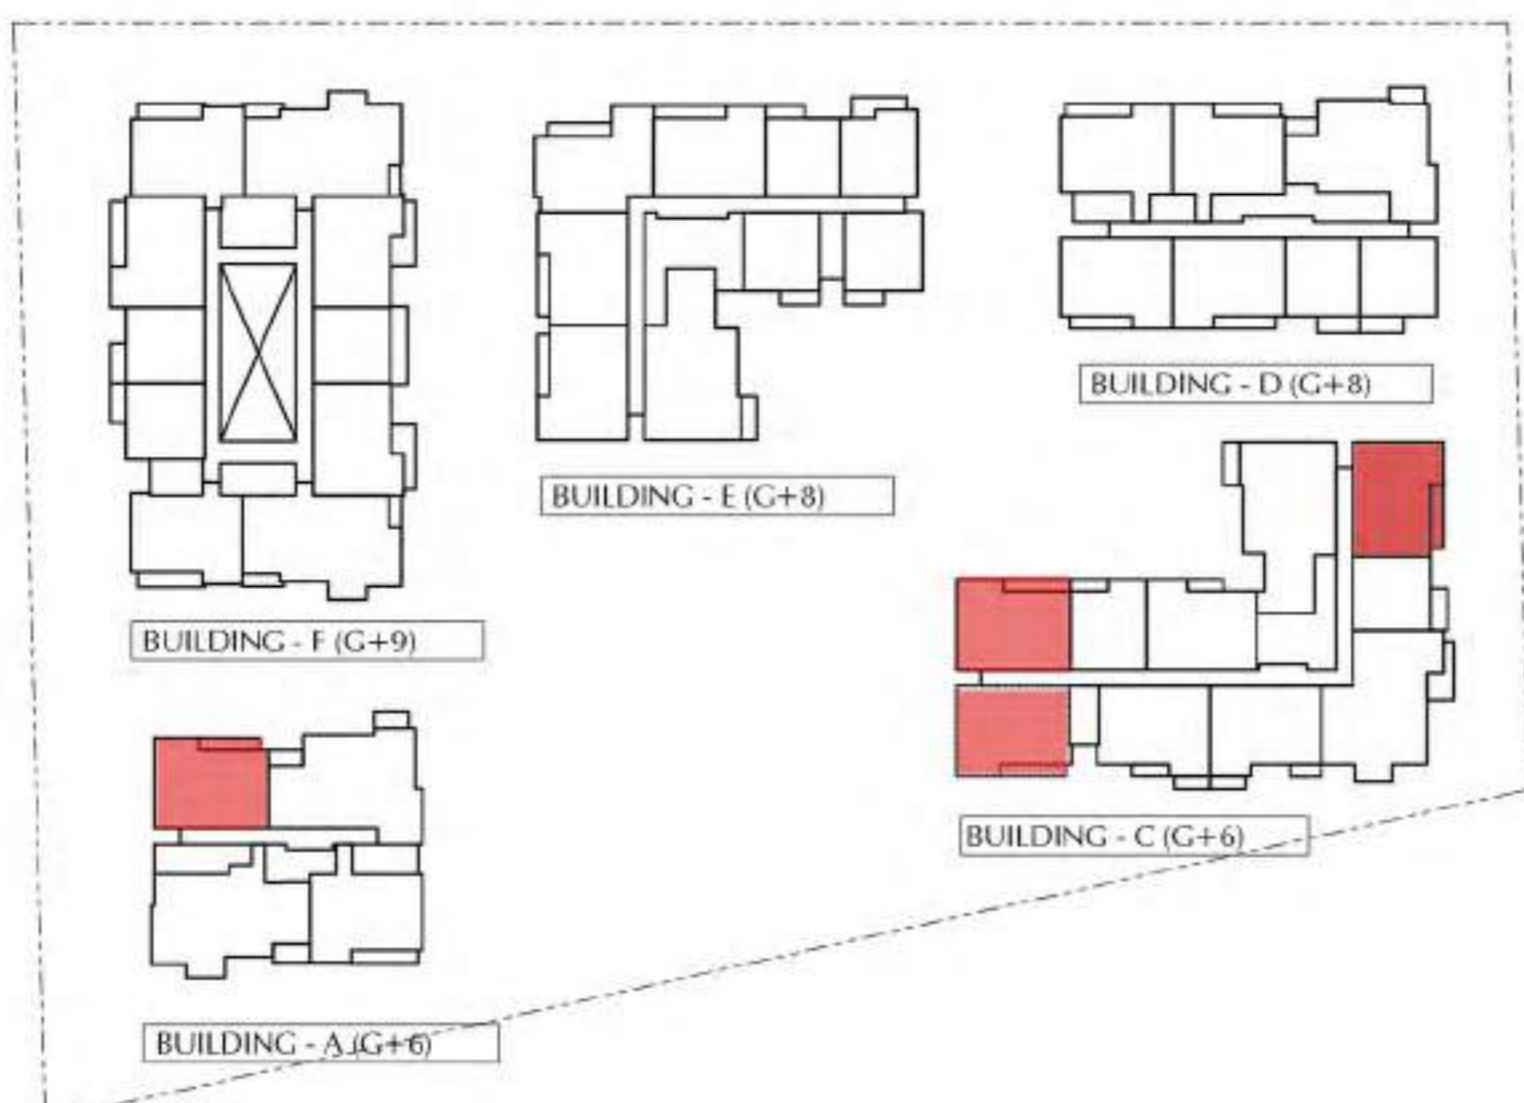 BUILDING - D (G+8)
BUILDING - E (G+8)
BUILDING - F (G+9)
BUILDING - C (G+6)
BUILDING - A (G+6)